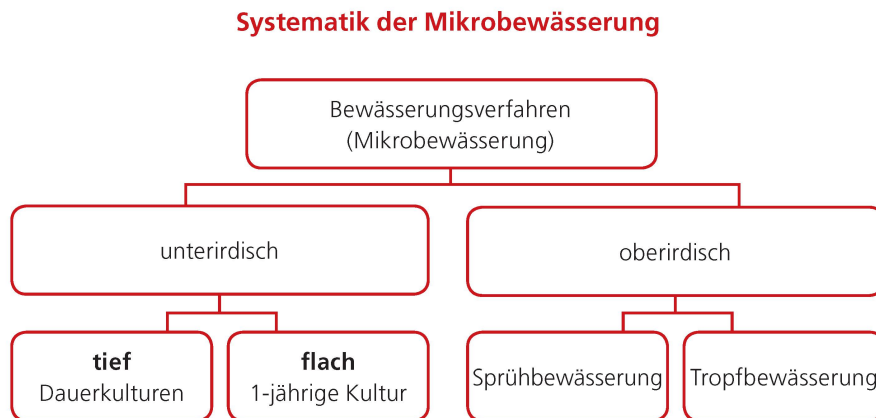 Systematik der Mikrobewässerung
Bewässerungsverfahren
(Mikrobewässerung)
unterirdisch
oberirdisch
tief
Dauerkulturen
flach
1-jährige Kultur
Sprühbewässerung
Tropfbewässerung